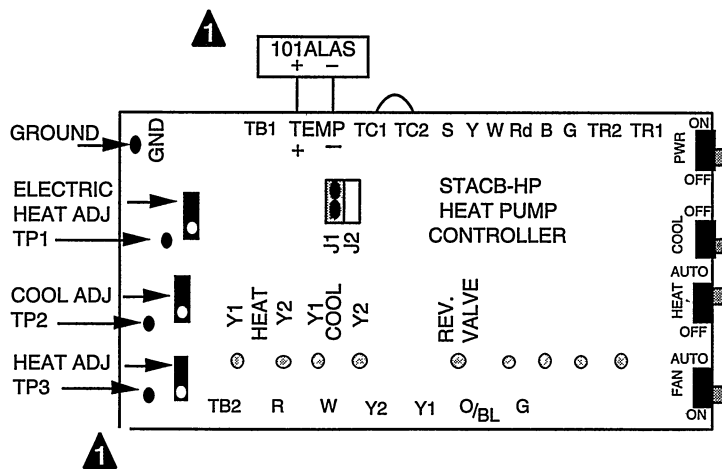 1
101ALAS
+ −
GROUND
GND
TB1 TEMP TC1 TC2 S Y W Rd B G TR2 TR1
+ −
ON
PWR
OFF
ELECTRIC
HEAT ADJ
TP1
J1 J2
STACB-HP
HEAT PUMP
CONTROLLER
OFF
COOL
AUTO
HEAT
OFF
COOL ADJ
TP2
Y1 HEAT Y2 Y1 COOL Y2
REV.
VALVE
HEAT ADJ
TP3
AUTO
FAN
ON
TB2 R W Y2 Y1 O/BL G
1